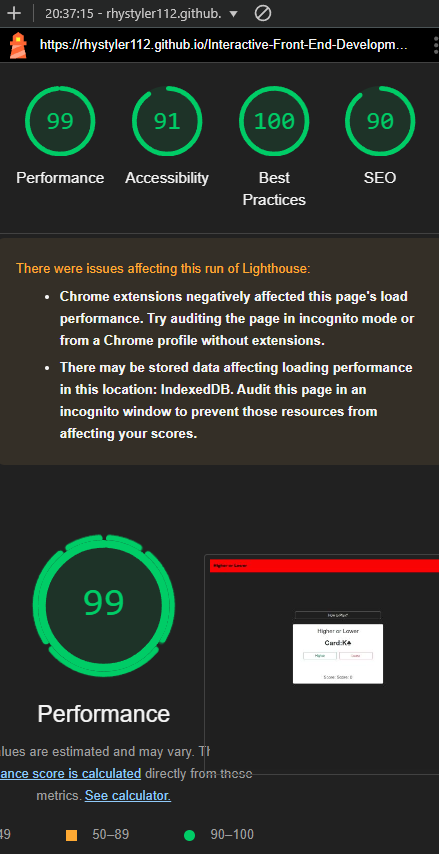 20:37:15 - rhystyler112.github.
https://rhystyler112.github.io/Interactive-Front-End-Developm...
99
91
100
90
Performance
Accessibility
Best
Practices
SEO
There were issues affecting this run of Lighthouse:
Chrome extensions negatively affected this page's load
performance. Try auditing the page in incognito mode or
from a Chrome profile without extensions.
There may be stored data affecting loading performance
in this location: IndexedDB. Audit this page in an
incognito window to prevent those resources from
affecting your scores.
99
Higher or Lower
How to Play?
Higher or Lower
Card:K♣
Higher
Lower
Score: Score: 0
Performance
lues are estimated and may vary. Th
ance score is calculated directly from these
metrics. See calculator.
49
50–89
90–100